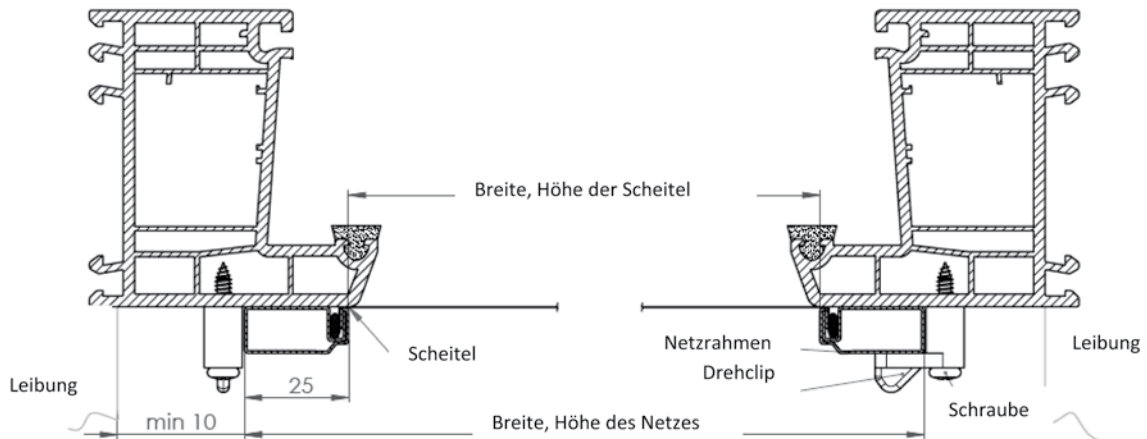 Breite, Höhe der Scheitel
Scheitel
Netzrahmen
Drehclip
Leibung
Leibung
25
Schraube
min 10
Breite, Höhe des Netzes